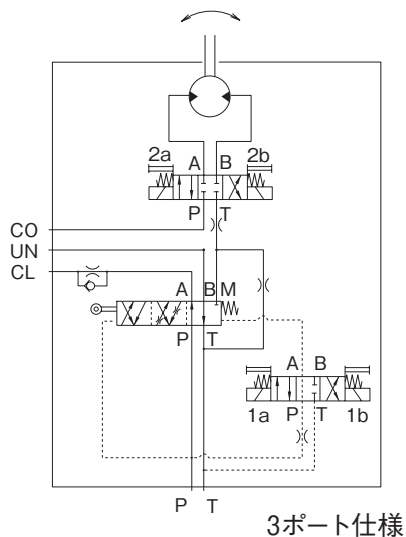 2a A B 2b
P T
CO
UN
CL
A B M
P T
A B
1a P T 1b
P T
3ポート仕様